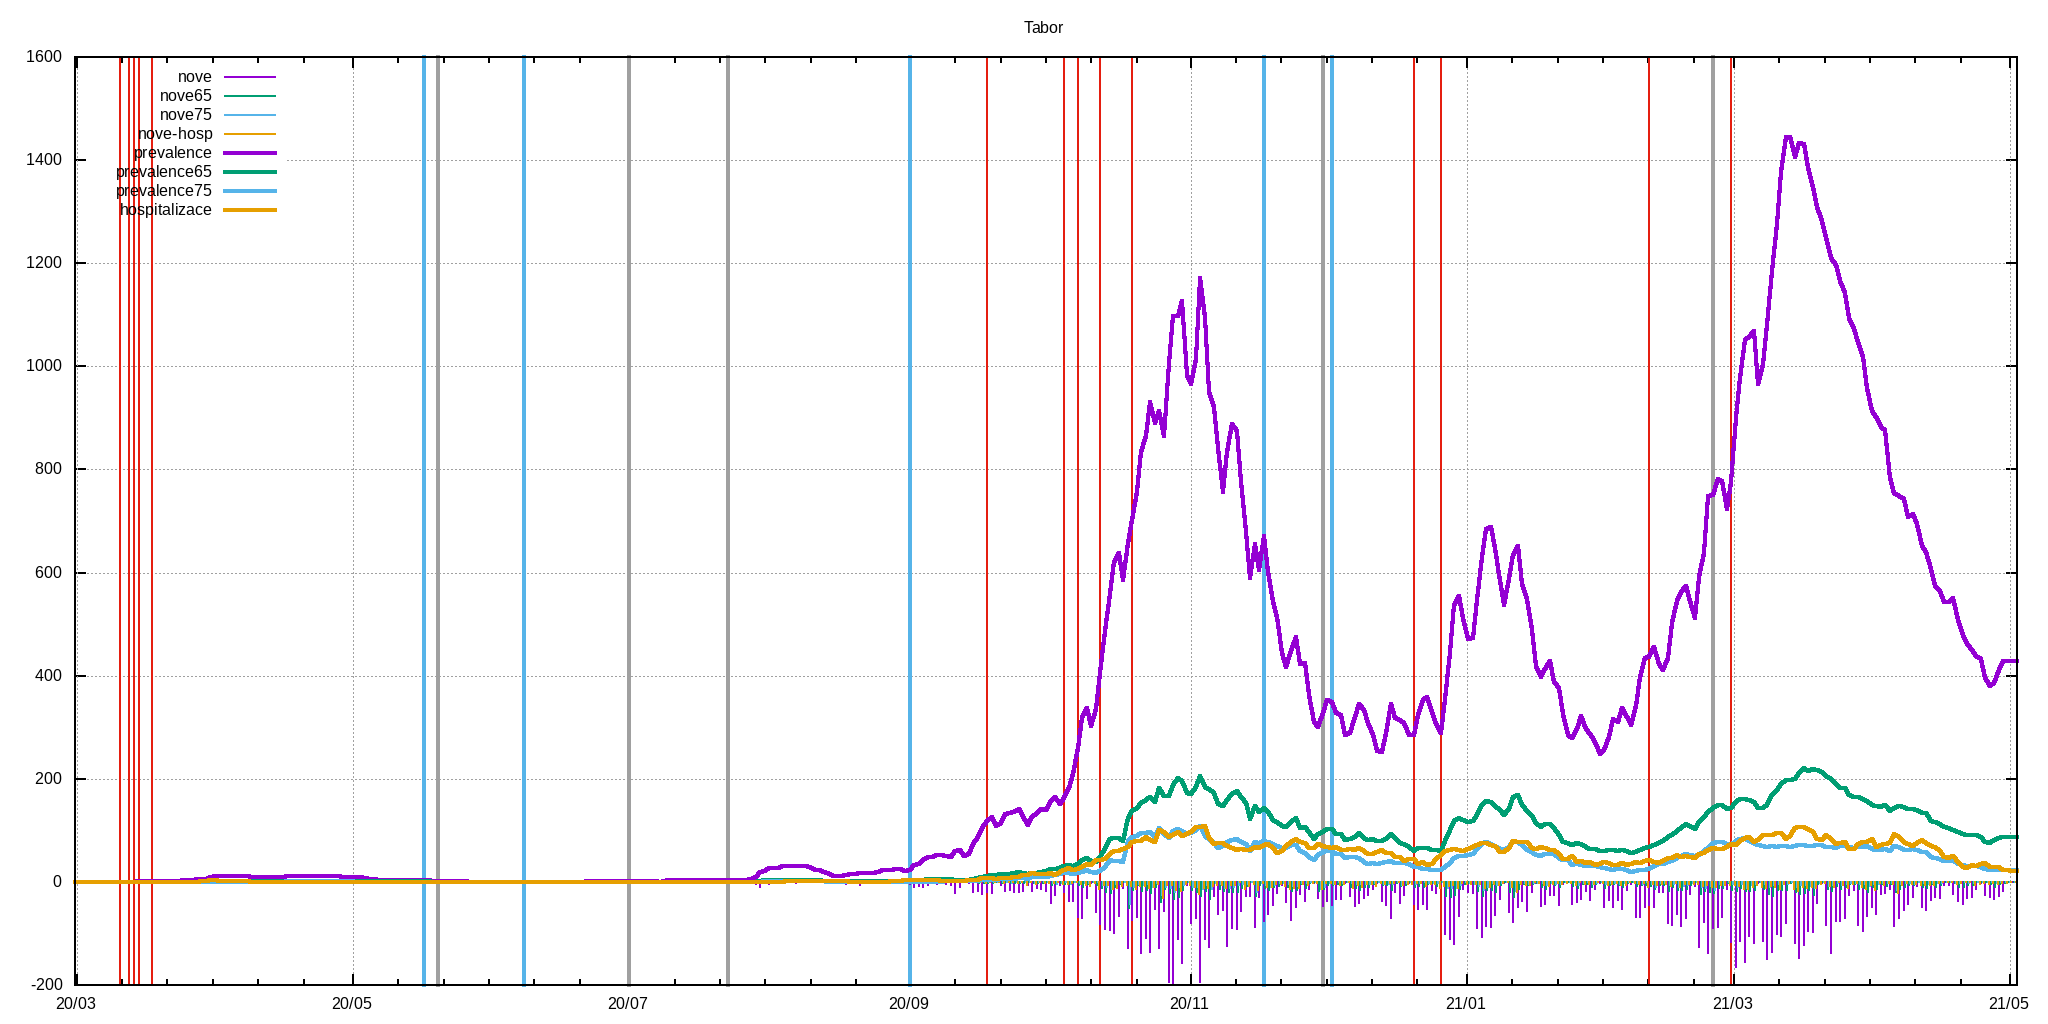 Tabor
1600
1400
1200
1000
800
600
400
200
0
-200
nove
nove65
nove75
nove-hosp
prevalence
prevalence65
prevalence75
hospitalizace
20/03 20/05 20/07 20/09 20/11 21/01 21/03 21/05